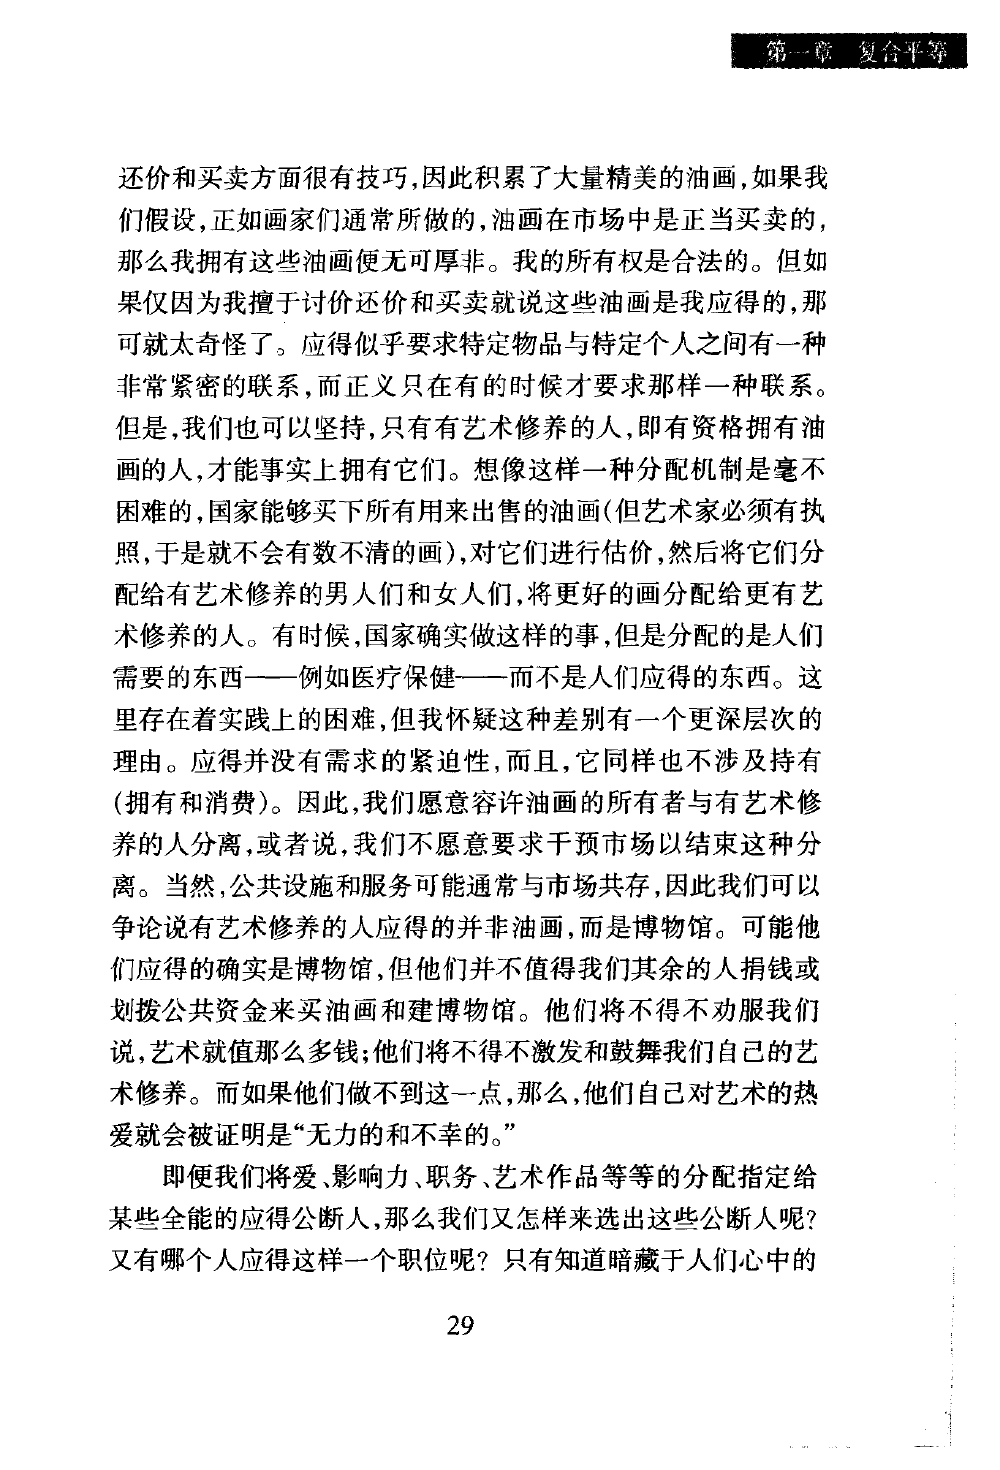 第一章 复合平等
还价和买卖方面很有技巧,因此积累了大量精美的油画,如果我
们假设,正如画家们通常所做的,油画在市场中是正当买卖的,
那么我拥有这些油画便无可厚非。我的所有权是合法的。但如
果仅因为我擅于讨价还价和买卖就说这些油画是我应得的,那
可就太奇怪了。应得似乎要求特定物品与特定个人之间有一种
非常紧密的联系,而正义只在有的时候才要求那样一种联系。
但是,我们也可以坚持,只有有艺术修养的人,即有资格拥有油
画的人,才能事实上拥有它们。想像这样一种分配机制是毫不
困难的,国家能够买下所有用来出售的油画(但艺术家必须有执
照,于是就不会有数不清的画),对它们进行估价,然后将它们分
配给有艺术修养的男人们和女人们,将更好的画分配给更有艺
术修养的人。有时候,国家确实做这样的事,但是分配的是人们
需要的东西——例如医疗保健——而不是人们应得的东西。这
里存在着实践上的困难,但我怀疑这种差别有一个更深层次的
理由。应得并没有需求的紧迫性,而且,它同样也不涉及持有
(拥有和消费)。因此,我们愿意容许油画的所有者与有艺术修
养的人分离,或者说,我们不愿意要求干预市场以结束这种分
离。当然,公共设施和服务可能通常与市场共存,因此我们可以
争论说有艺术修养的人应得的并非油画,而是博物馆。可能他
们应得的确实是博物馆,但他们并不值得我们其余的人捐钱或
划拨公共资金来买油画和建博物馆。他们将不得不劝服我们
说,艺术就值那么多钱;他们将不得不激发和鼓舞我们自己的艺
术修养。而如果他们做不到这一点,那么,他们自己对艺术的热
爱就会被证明是“无力的和不幸的。”
即便我们将爱、影响力、职务、艺术作品等等的分配指定给
某些全能的应得公断人,那么我们又怎样来选出这些公断人呢?
又有哪个人应得这样一个职位呢? 只有知道暗藏于人们心中的
29